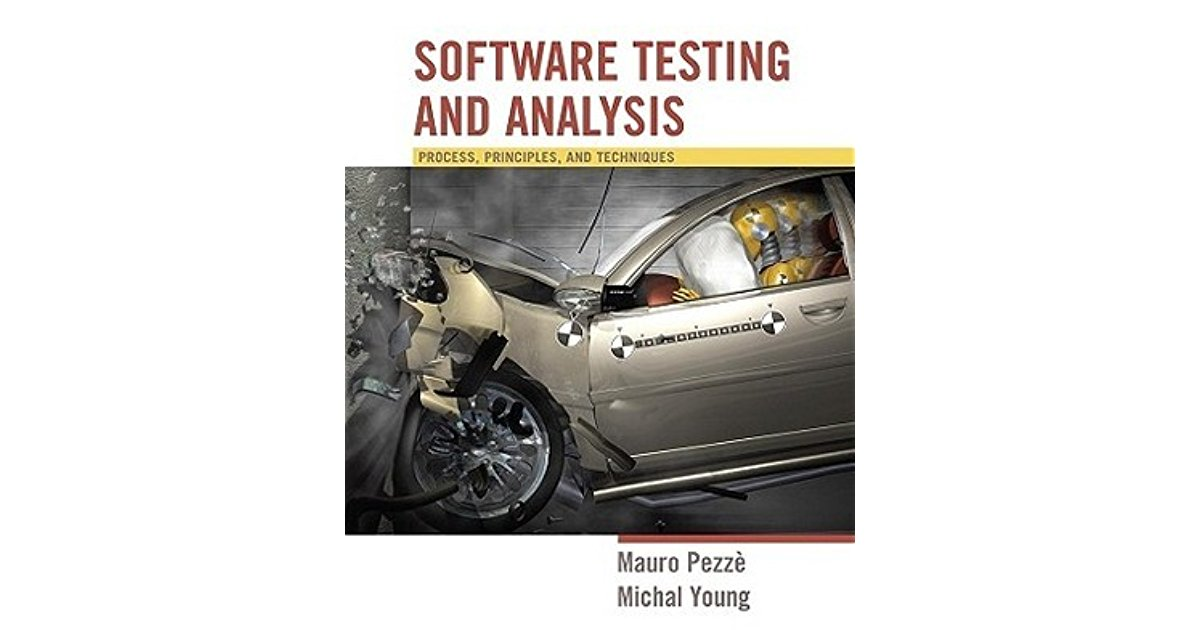 SOFTWARE TESTING
AND ANALYSIS
PROCESS, PRINCIPLES, AND TECHNIQUES
Mauro Pezzè
Michal Young